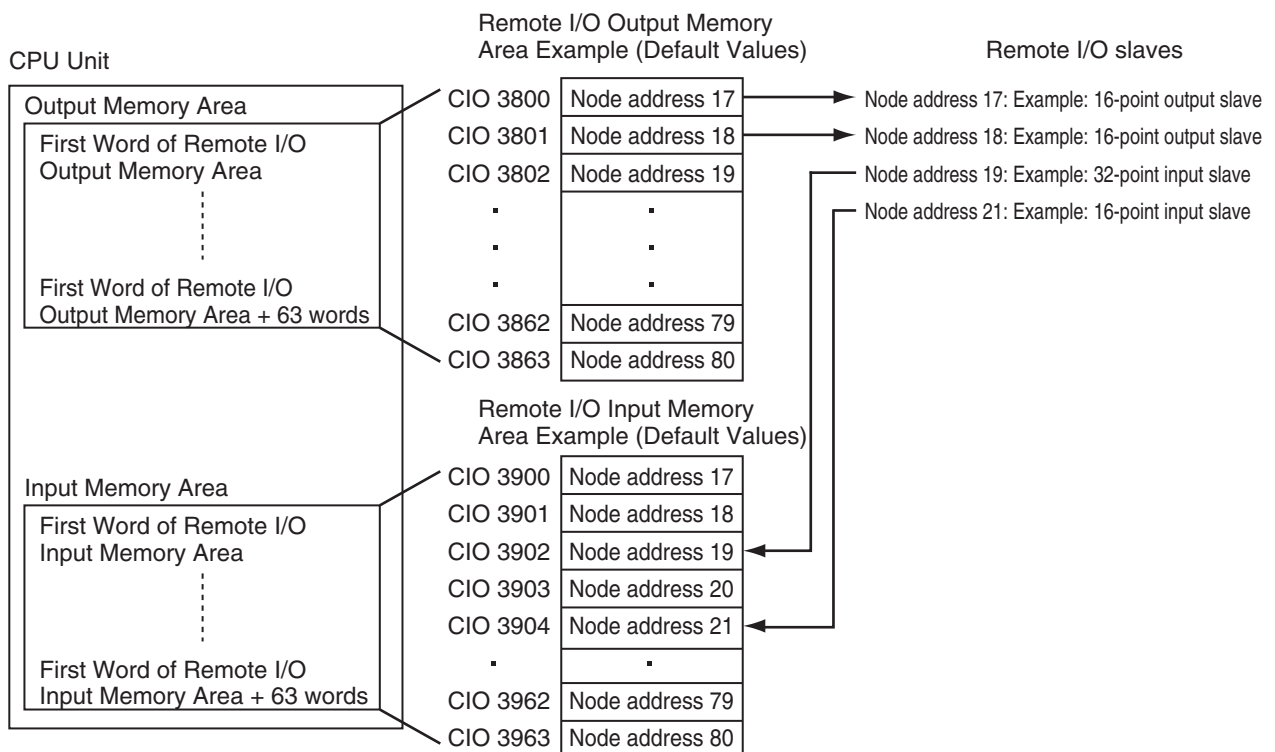 CPU Unit
Output Memory Area
First Word of Remote I/O
Output Memory Area
First Word of Remote I/O
Output Memory Area + 63 words
Input Memory Area
First Word of Remote I/O
Input Memory Area
First Word of Remote I/O
Input Memory Area + 63 words
Remote I/O Output Memory
Area Example (Default Values)
CIO 3800 Node address 17
CIO 3801 Node address 18
CIO 3802 Node address 19
CIO 3862 Node address 79
CIO 3863 Node address 80
Remote I/O Input Memory
Area Example (Default Values)
CIO 3900 Node address 17
CIO 3901 Node address 18
CIO 3902 Node address 19
CIO 3903 Node address 20
CIO 3904 Node address 21
CIO 3962 Node address 79
CIO 3963 Node address 80
Remote I/O slaves
Node address 17: Example: 16-point output slave
Node address 18: Example: 16-point output slave
Node address 19: Example: 32-point input slave
Node address 21: Example: 16-point input slave